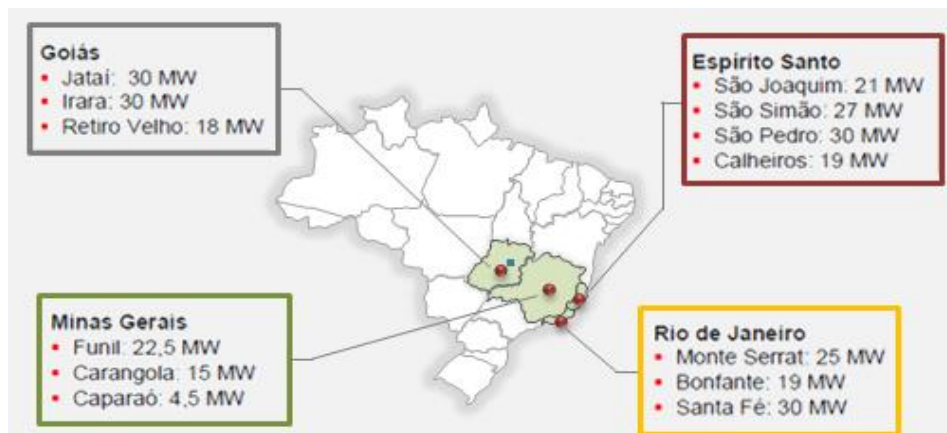 Goiás
• Jataí: 30 MW
• Irara: 30 MW
• Retiro Velho: 18 MW
Espírito Santo
• São Joaquim: 21 MW
• São Simão: 27 MW
• São Pedro: 30 MW
• Calheiros: 19 MW
Minas Gerais
• Funil: 22,5 MW
• Carangola: 15 MW
• Caparaó: 4,5 MW
Rio de Janeiro
• Monte Serrat: 25 MW
• Bonfante: 19 MW
• Santa Fé: 30 MW